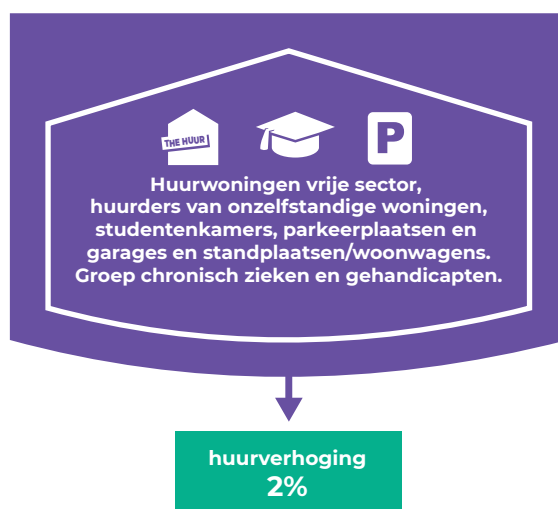 THE HUUR
P
Huurwoningen vrije sector,
huurders van onzelfstandige woningen,
studentenkamers, parkeerplaatsen en
garages en standplaatsen/woonwagens.
Groep chronisch zieken en gehandicapten.
huurverhoging
2%